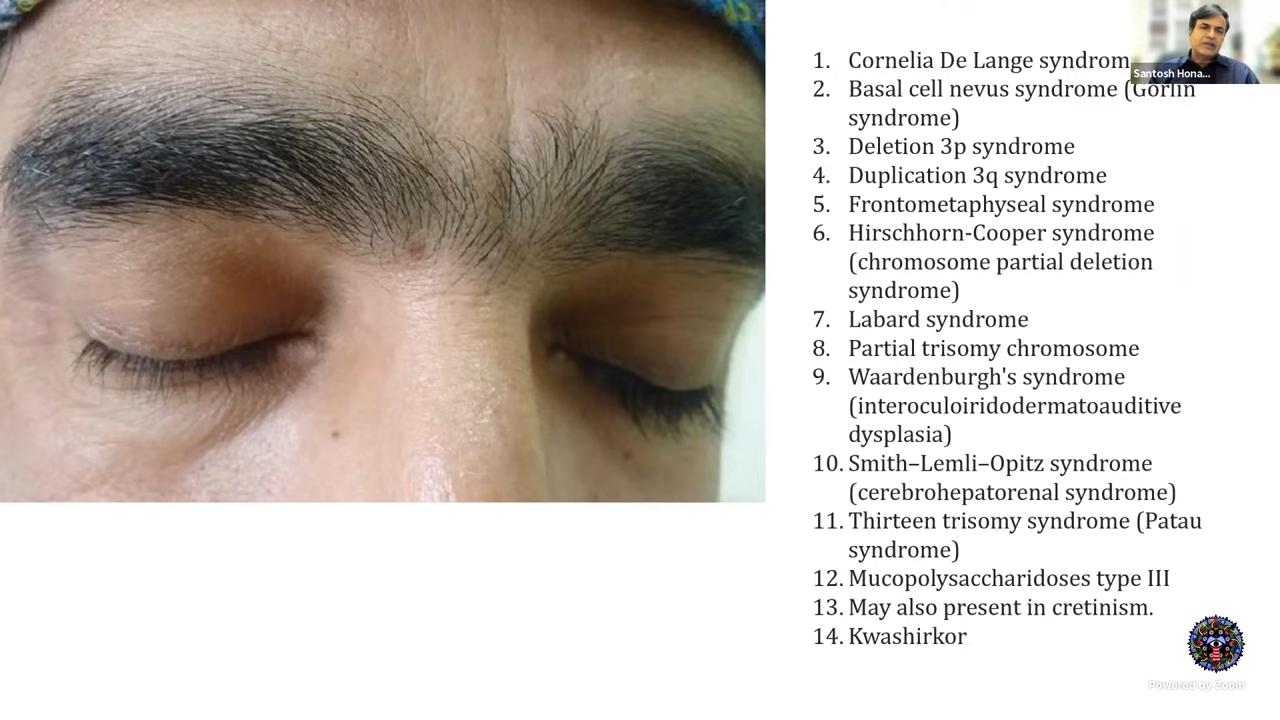 1. Cornelia De Lange syndrom
Santosh Hona...
2. Basal cell nevus syndrome (Gorlin
syndrome)
3. Deletion 3p syndrome
4. Duplication 3q syndrome
5. Frontometaphyseal syndrome
6. Hirschhorn-Cooper syndrome
(chromosome partial deletion
syndrome)
7. Labard syndrome
8. Partial trisomy chromosome
9. Waardenburgh's syndrome
(interoculoiridodermatoauditive
dysplasia)
10. Smith–Lemli–Opitz syndrome
(cerebrohepatorenal syndrome)
11. Thirteen trisomy syndrome (Patau
syndrome)
12. Mucopolysaccharidoses type III
13. May also present in cretinism.
14. Kwashirkor
Powered by Zoom